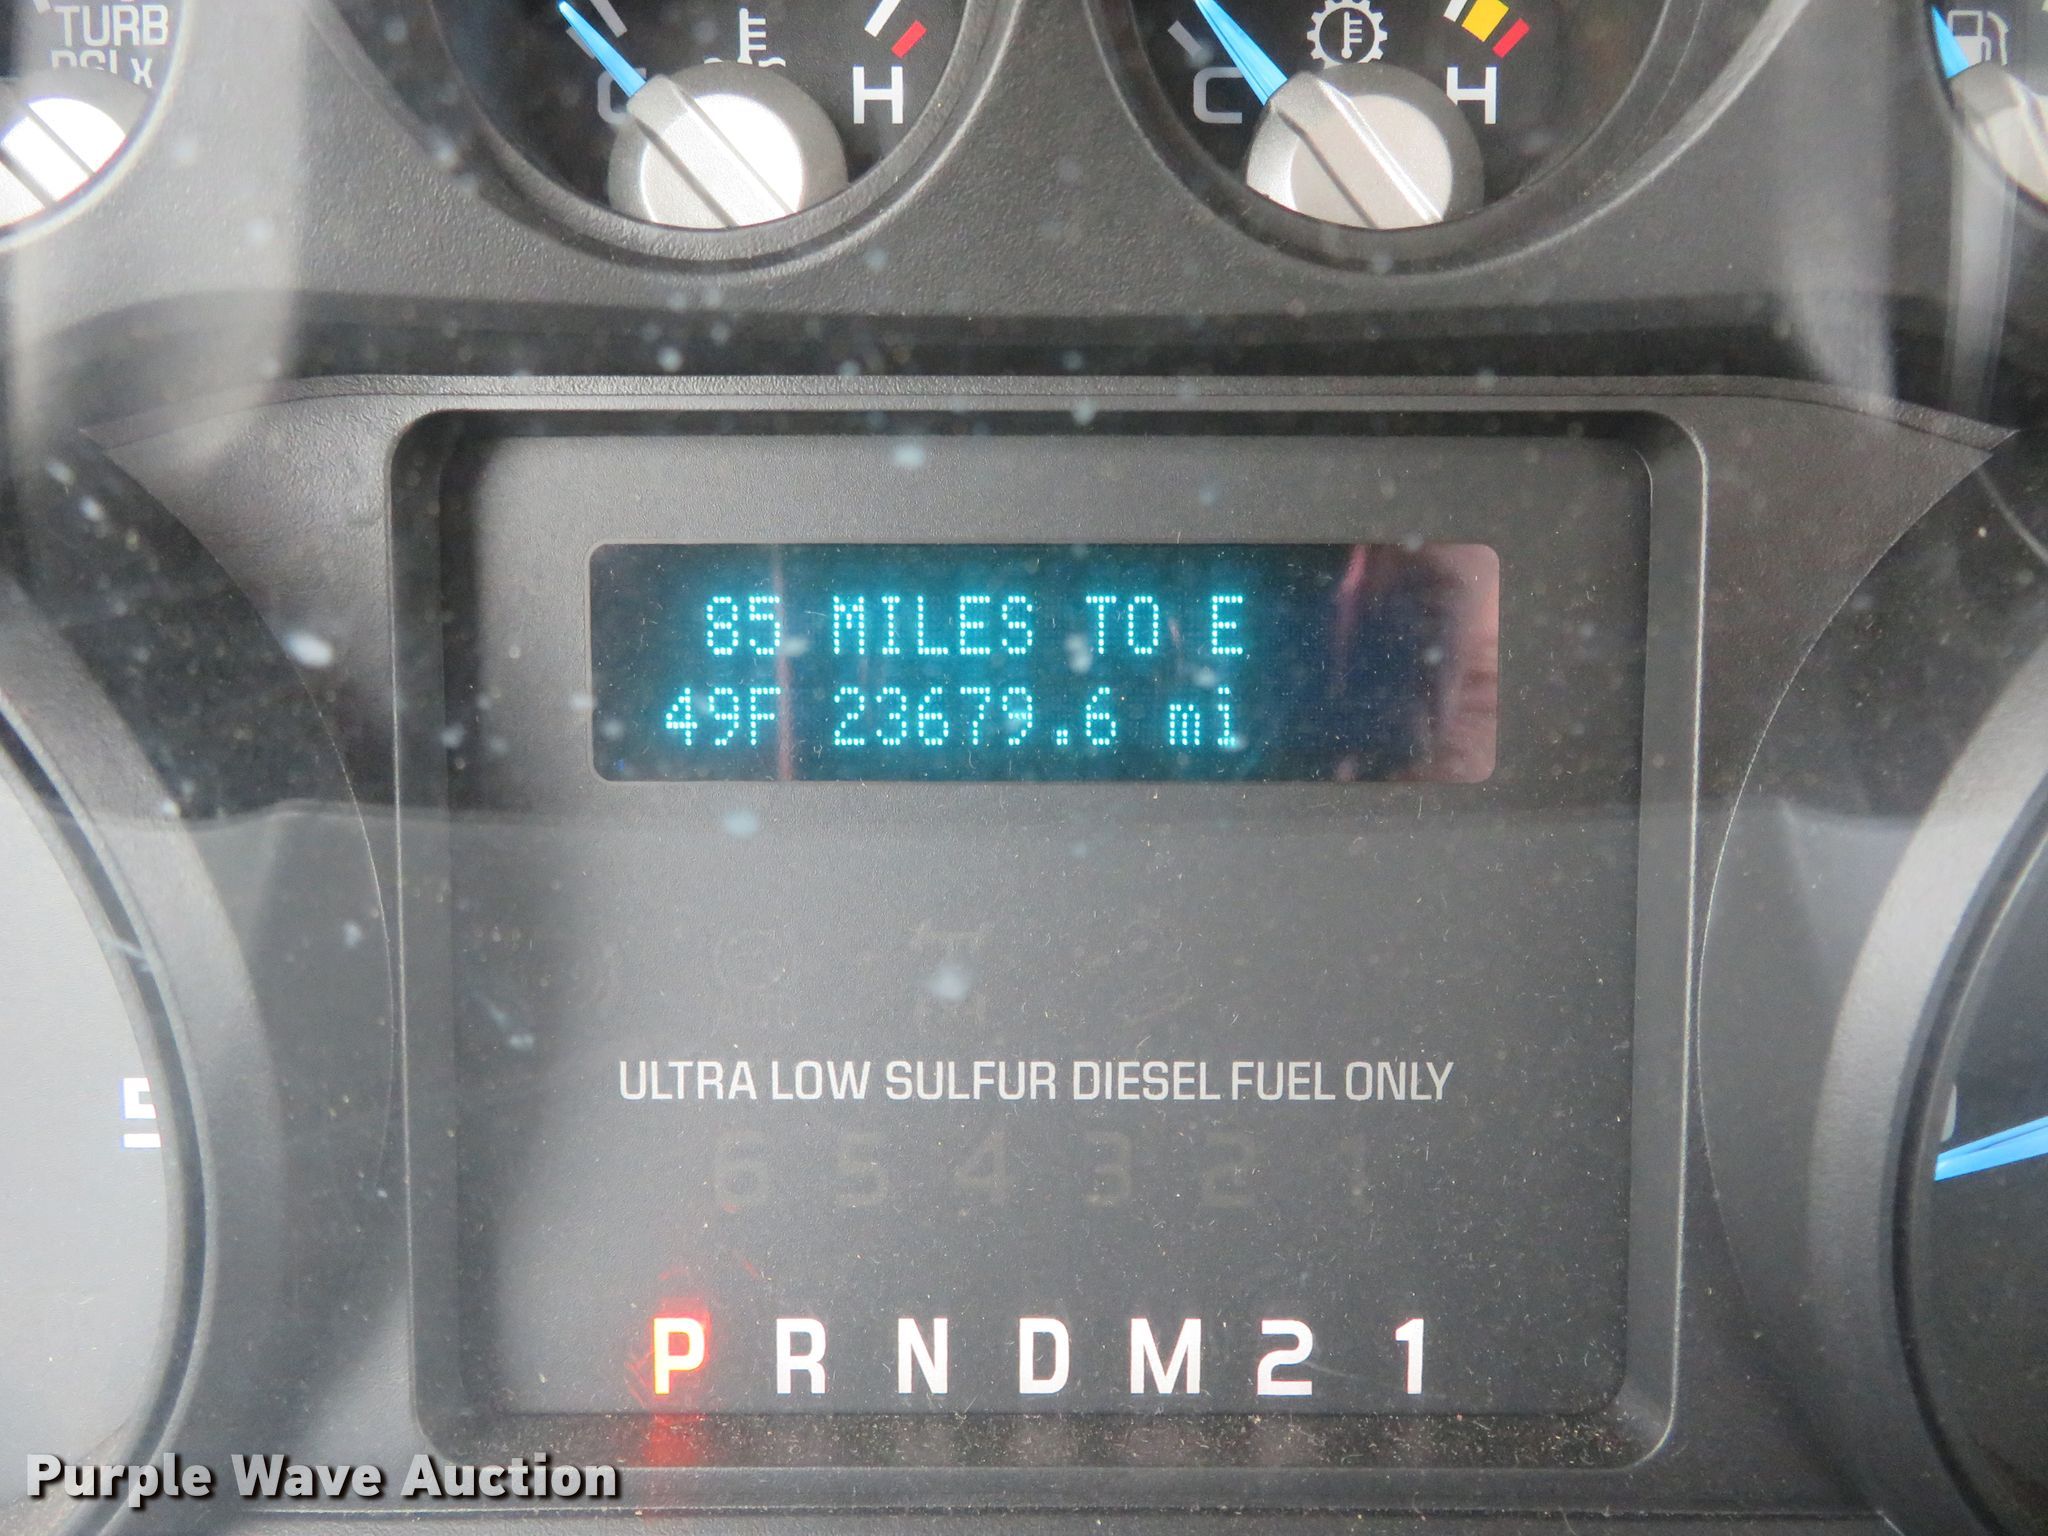 TURB
C H
C H
85 MILES TO E
49F 23679.6 mi
ULTRA LOW SULFUR DIESEL FUEL ONLY
6 5 4 3 2 1
5
P R N D M 2 1
Purple Wave Auction